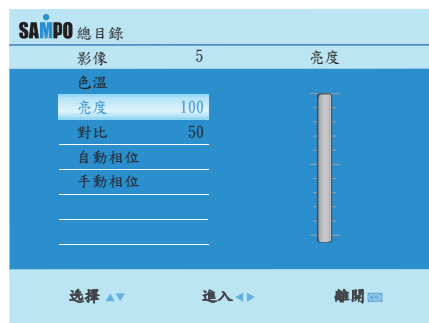 SAMPO 總目錄
影像 5 亮度
色溫
亮度 100
對比 50
自動相位
手動相位
选擇 ▲▼ 進入 ◀▶ 離開